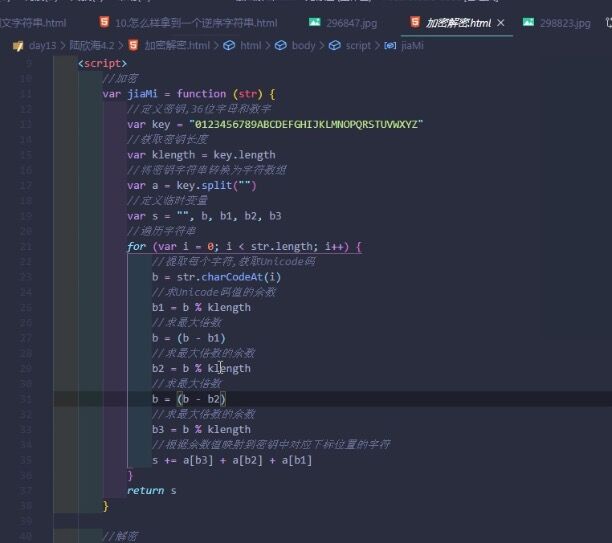 文字符串.html 10.怎么样拿到一个逆序字符串.html 296847.jpg 加密解密.html 298823.jpg
day13 > 陆欣海4.2 > 加密解密.html > html > body > script > jiaMi
9 <script>
10 //加密
11 var jiaMi = function (str) {
12 //定义密钥,36位字母和数字
13 var key = "0123456789ABCDEFGHIJKLMNOPQRSTUVWXYZ"
14 //获取密钥长度
15 var klength = key.length
16 //将密钥字符串转换为字符数组
17 var a = key.split("")
18 //定义临时变量
19 var s = "", b, b1, b2, b3
20 //遍历字符串
21 for (var i = 0; i < str.length; i++) {
22 //提取每个字符,获取Unicode码
23 b = str.charCodeAt(i)
24 //求Unicode码值的余数
25 b1 = b % klength
26 //求最大倍数
27 b = (b - b1)
28 //求最大倍数的余数
29 b2 = b % klength
30 //求最大倍数
31 b = (b - b2)
32 //求最大倍数的余数
33 b3 = b % klength
34 //根据余数值映射到密钥中对应下标位置的字符
35 s += a[b3] + a[b2] + a[b1]
36 }
37 return s
38 }
39
40 //解密